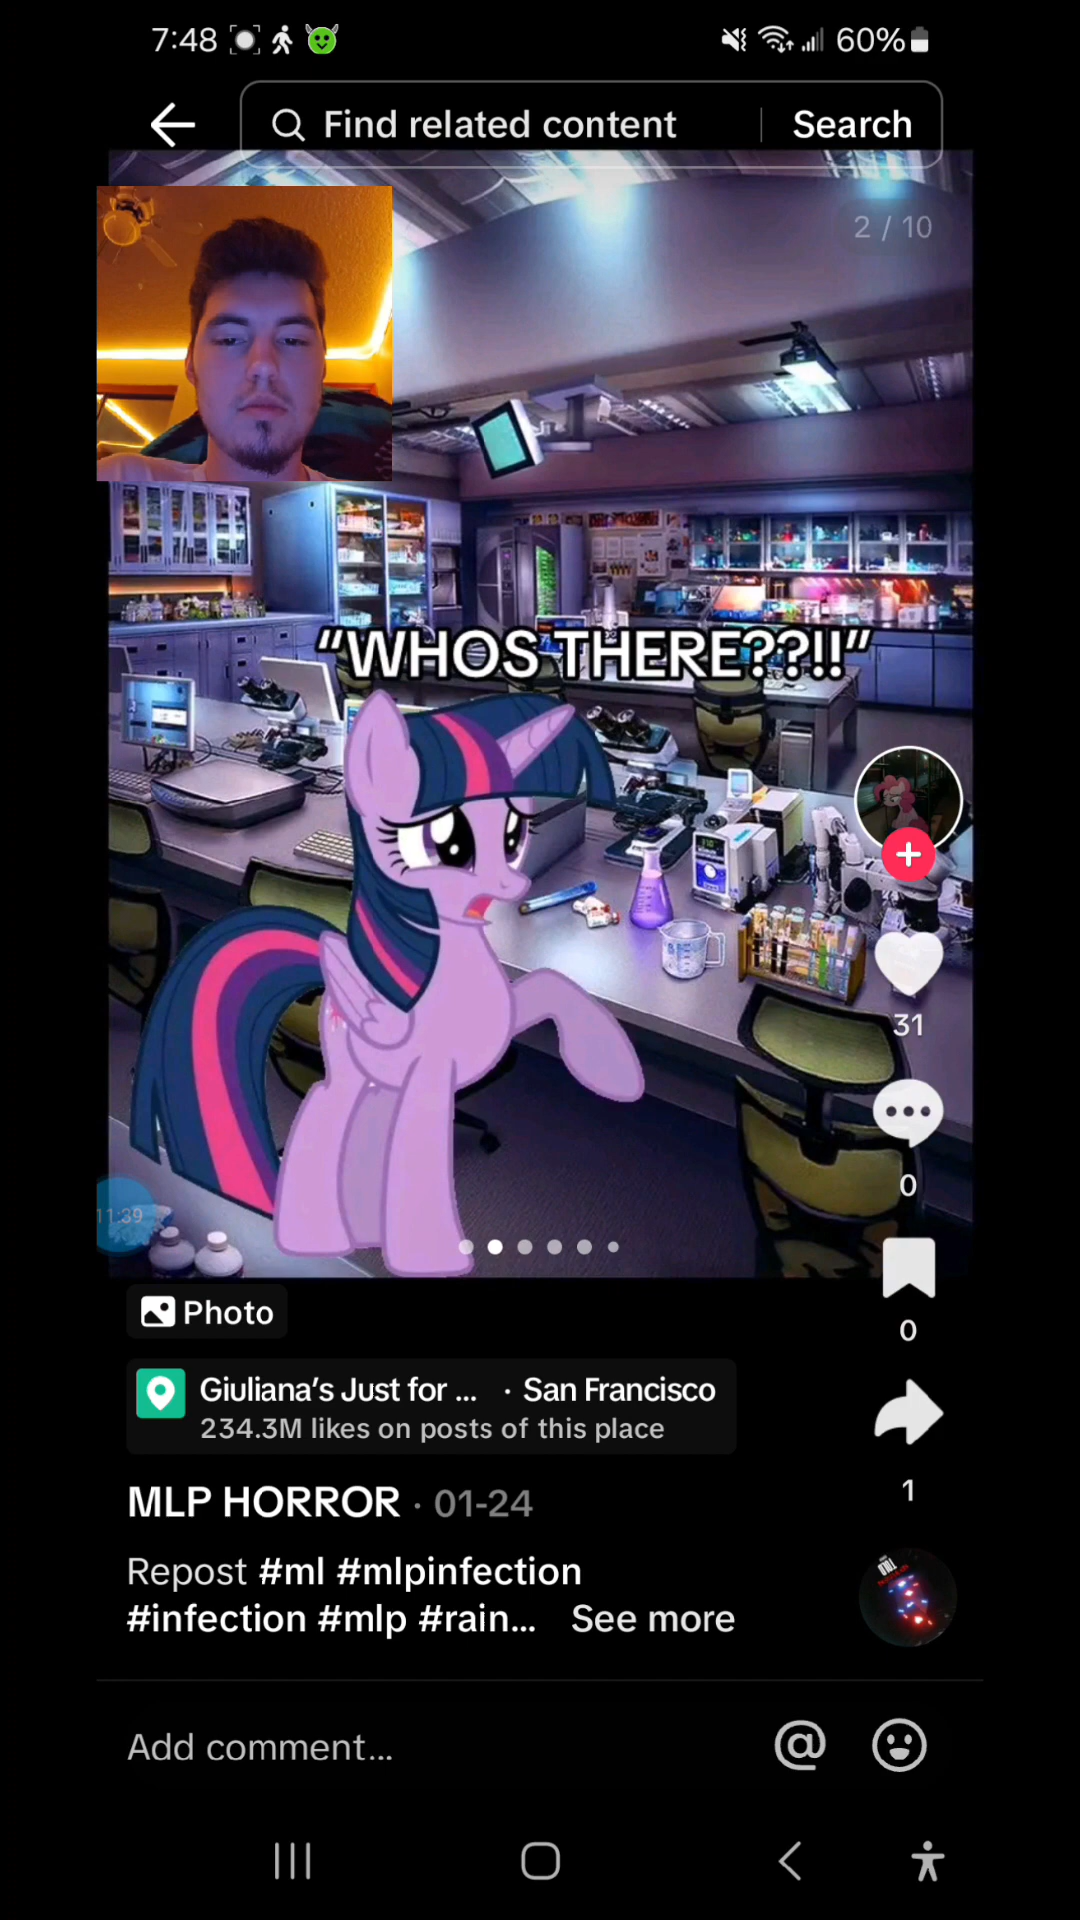 7:48
60%
Find related content
Search
2 / 10
"WHOS THERE??!!"
31
0
11:39
0
Photo
Giuliana's Just for ... · San Francisco
234.3M likes on posts of this place
1
MLP HORROR · 01-24
Repost #ml #mlpinfection
#infection #mlp #rain... See more
Add comment...